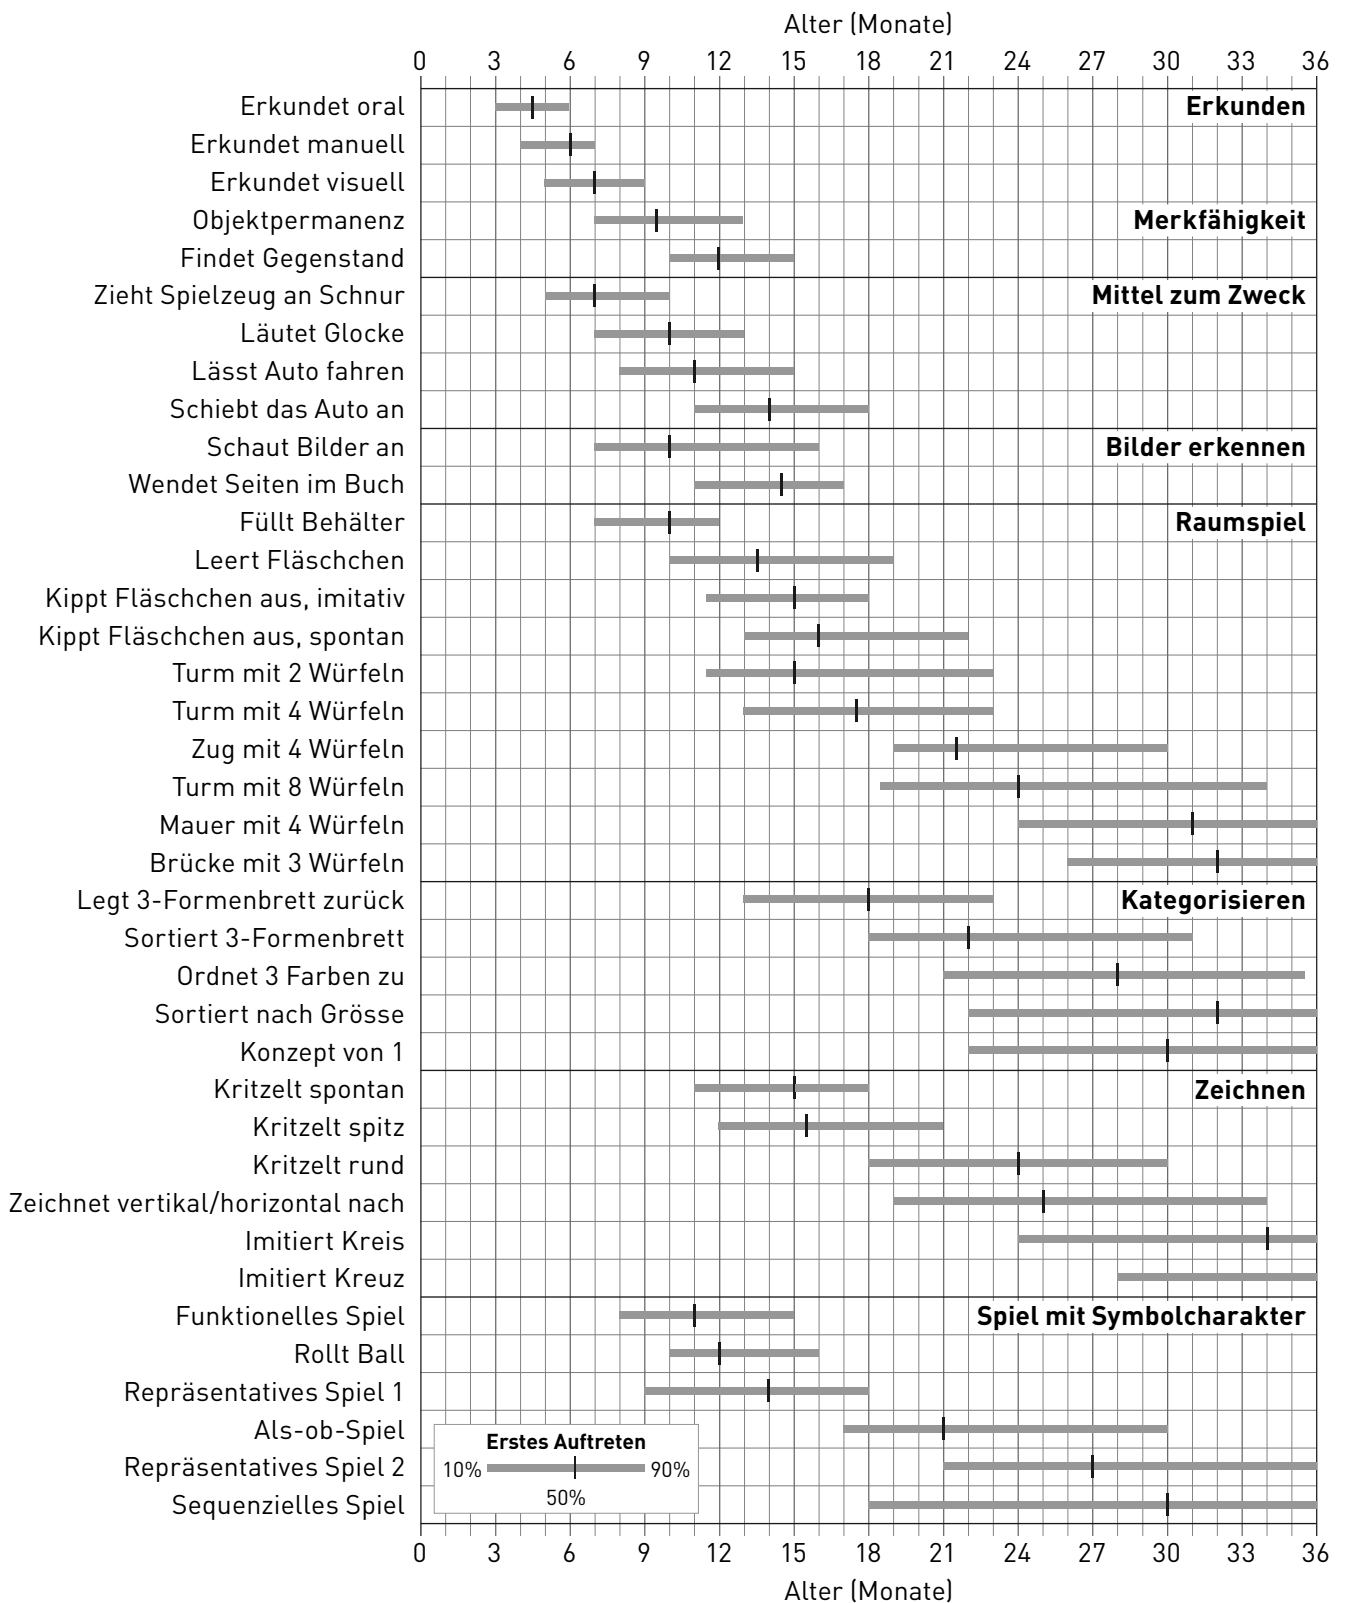 Alter (Monate)
0 3 6 9 12 15 18 21 24 27 30 33 36
Erkundet oral Erkunden
Erkundet manuell
Erkundet visuell
Objektpermanenz Merkfähigkeit
Findet Gegenstand
Zieht Spielzeug an Schnur Mittel zum Zweck
Läutet Glocke
Lässt Auto fahren
Schiebt das Auto an
Schaut Bilder an Bilder erkennen
Wendet Seiten im Buch
Füllt Behälter Raumspiel
Leert Fläschchen
Kippt Fläschchen aus, imitativ
Kippt Fläschchen aus, spontan
Turm mit 2 Würfeln
Turm mit 4 Würfeln
Zug mit 4 Würfeln
Turm mit 8 Würfeln
Mauer mit 4 Würfeln
Brücke mit 3 Würfeln
Legt 3-Formenbrett zurück Kategorisieren
Sortiert 3-Formenbrett
Ordnet 3 Farben zu
Sortiert nach Grösse
Konzept von 1
Kritzelt spontan Zeichnen
Kritzelt spitz
Kritzelt rund
Zeichnet vertikal/horizontal nach
Imitiert Kreis
Imitiert Kreuz
Funktionelles Spiel Spiel mit Symbolcharakter
Rollt Ball
Repräsentatives Spiel 1
Als-ob-Spiel
Repräsentatives Spiel 2
Sequenzielles Spiel
Erstes Auftreten
10% 90%
50%
0 3 6 9 12 15 18 21 24 27 30 33 36
Alter (Monate)